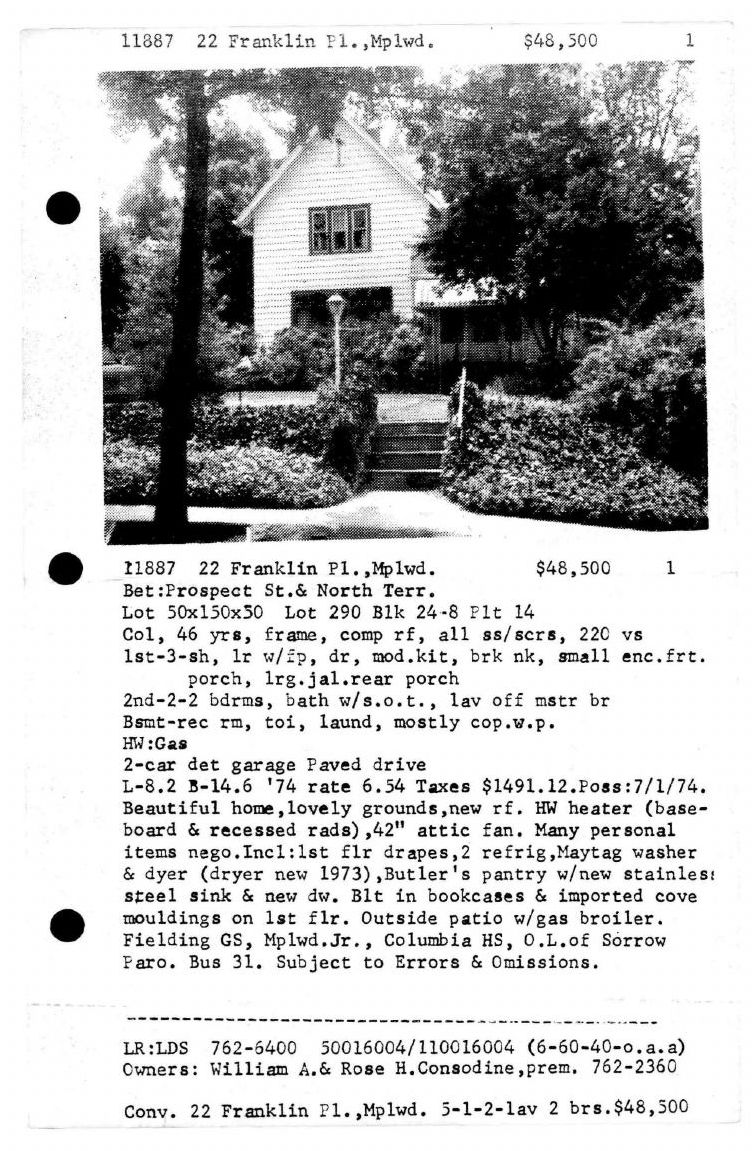 11887 22 Franklin Pl.,Mplwd. $48,500 1
11887 22 Franklin Pl.,Mplwd. $48,500 1
Bet:Prospect St.& North Terr.
Lot 50x150x50 Lot 290 Blk 24-8 Plt 14
Col, 46 yrs, frame, comp rf, all ss/scrs, 220 vs
1st-3-sh, lr w/fp, dr, mod.kit, brk nk, small enc.frt.
porch, lrg.jal.rear porch
2nd-2-2 bdrms, bath w/s.o.t., lav off mstr br
Bsmt-rec rm, toi, laund, mostly cop.w.p.
HW:Gas
2-car det garage Paved drive
L-8.2 B-14.6 '74 rate 6.54 Taxes $1491.12.Poss:7/1/74.
Beautiful home,lovely grounds,new rf. HW heater (base-
board & recessed rads),42" attic fan. Many personal
items nego.Incl:1st flr drapes,2 refrig,Maytag washer
& dyer (dryer new 1973),Butler's pantry w/new stainless
steel sink & new dw. Blt in bookcases & imported cove
mouldings on 1st flr. Outside patio w/gas broiler.
Fielding GS, Mplwd.Jr., Columbia HS, O.L.of Sorrow
Paro. Bus 31. Subject to Errors & Omissions.
LR:LDS 762-6400 50016004/110016004 (6-60-40-o.a.a)
Owners: William A.& Rose H.Consodine,prem. 762-2360
Conv. 22 Franklin Pl.,Mplwd. 5-1-2-lav 2 brs.$48,500